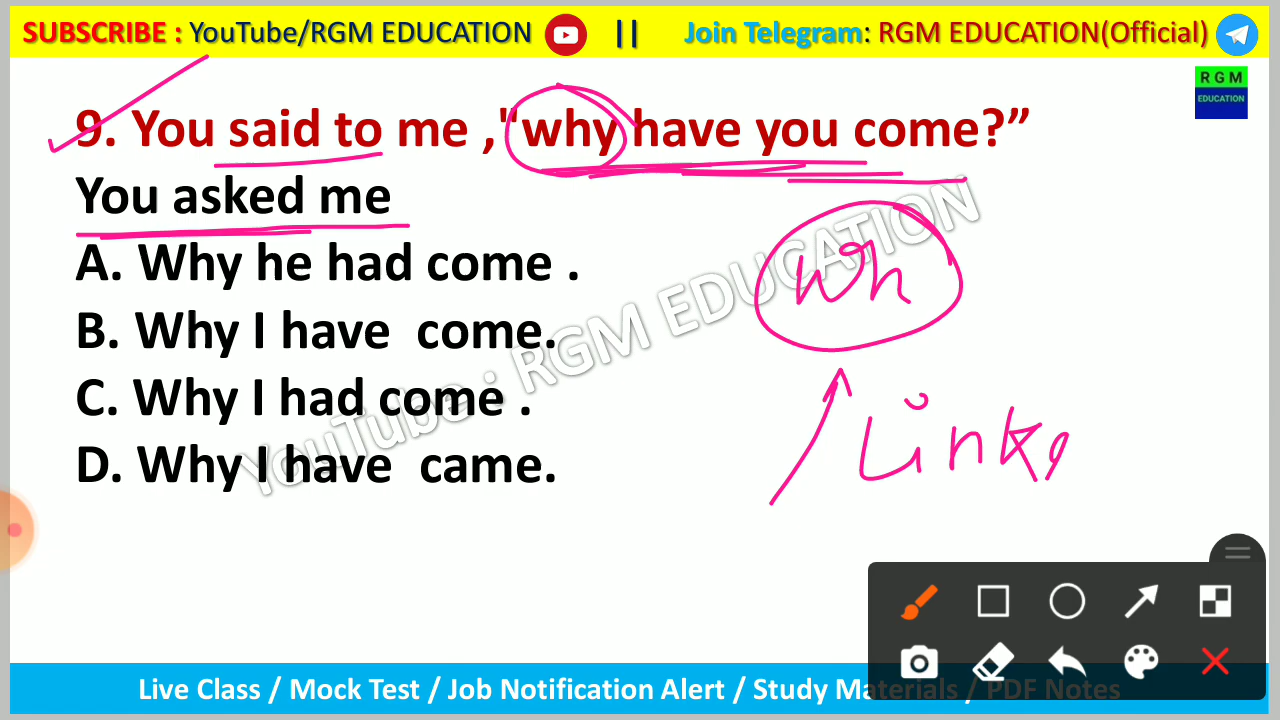 SUBSCRIBE : YouTube/RGM EDUCATION || Join Telegram: RGM EDUCATION(Official)
R G M
EDUCATION
9. You said to me ,"why have you come?”
You asked me
A. Why he had come .
B. Why I have come.
C. Why I had come .
D. Why I have came.
YouTube : RGM EDUCATION
Wh
Live Class / Mock Test / Job Notification Alert / Study Materials / PDF Notes